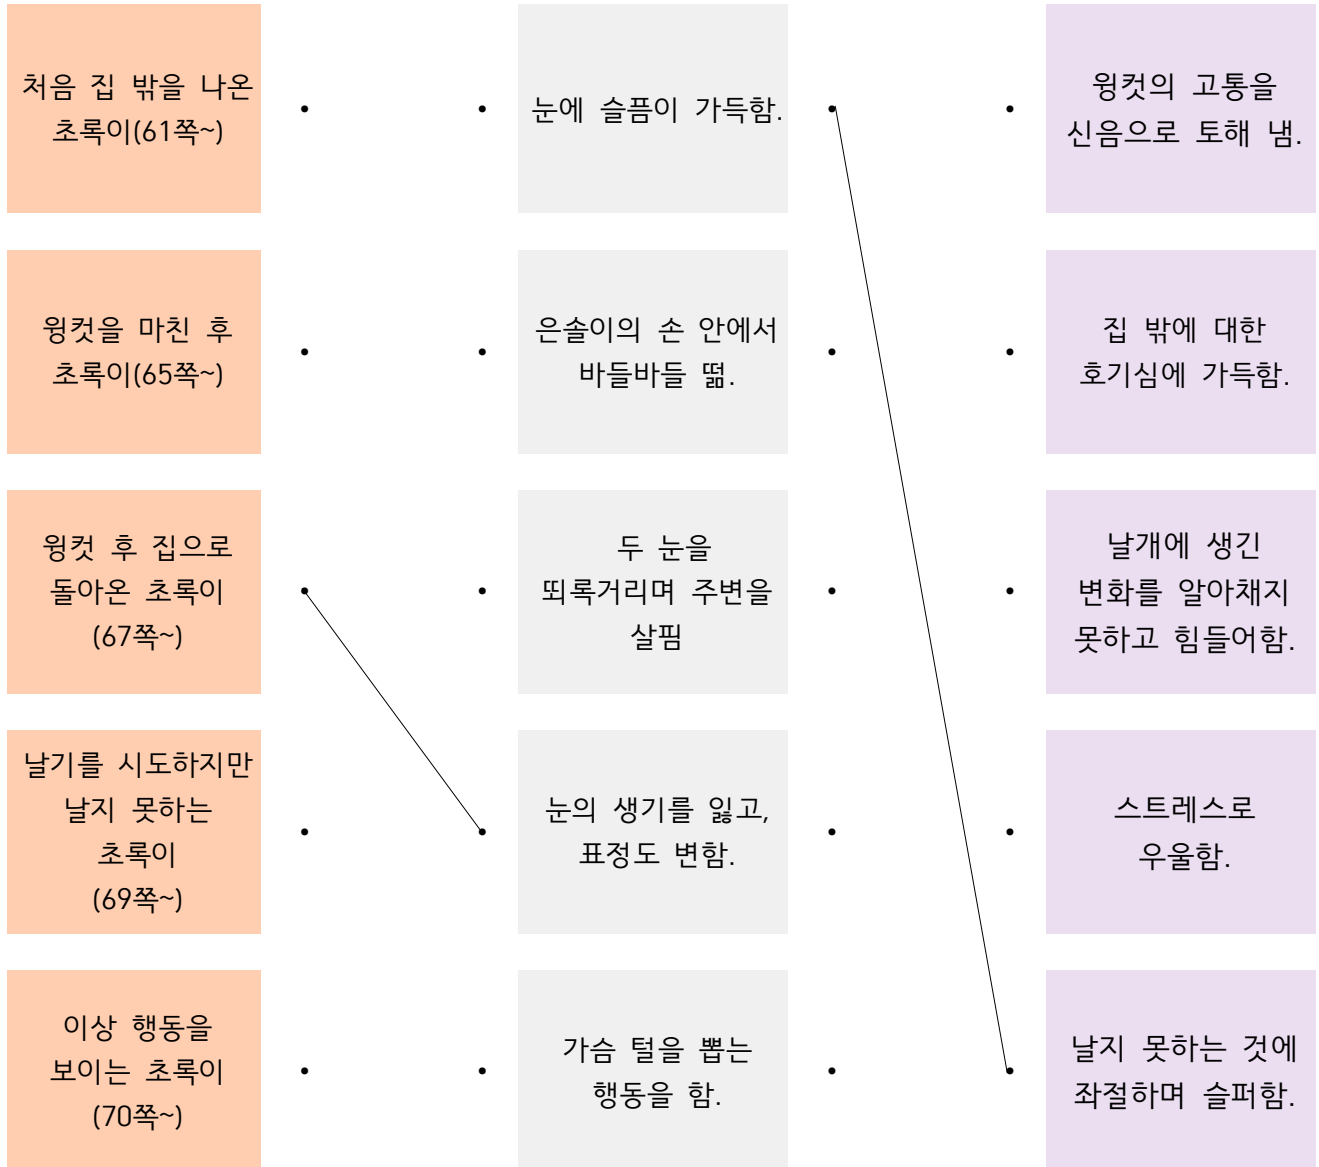 처음 집 밖을 나온
초록이(61쪽~)
눈에 슬픔이 가득함.
윙컷의 고통을
신음으로 토해 냄.
윙컷을 마친 후
초록이(65쪽~)
은솔이의 손 안에서
바들바들 떪.
집 밖에 대한
호기심에 가득함.
윙컷 후 집으로
돌아온 초록이
(67쪽~)
두 눈을
뙤록거리며 주변을
살핌
날개에 생긴
변화를 알아채지
못하고 힘들어함.
날기를 시도하지만
날지 못하는
초록이
(69쪽~)
눈의 생기를 잃고,
표정도 변함.
스트레스로
우울함.
이상 행동을
보이는 초록이
(70쪽~)
가슴 털을 뽑는
행동을 함.
날지 못하는 것에
좌절하며 슬퍼함.